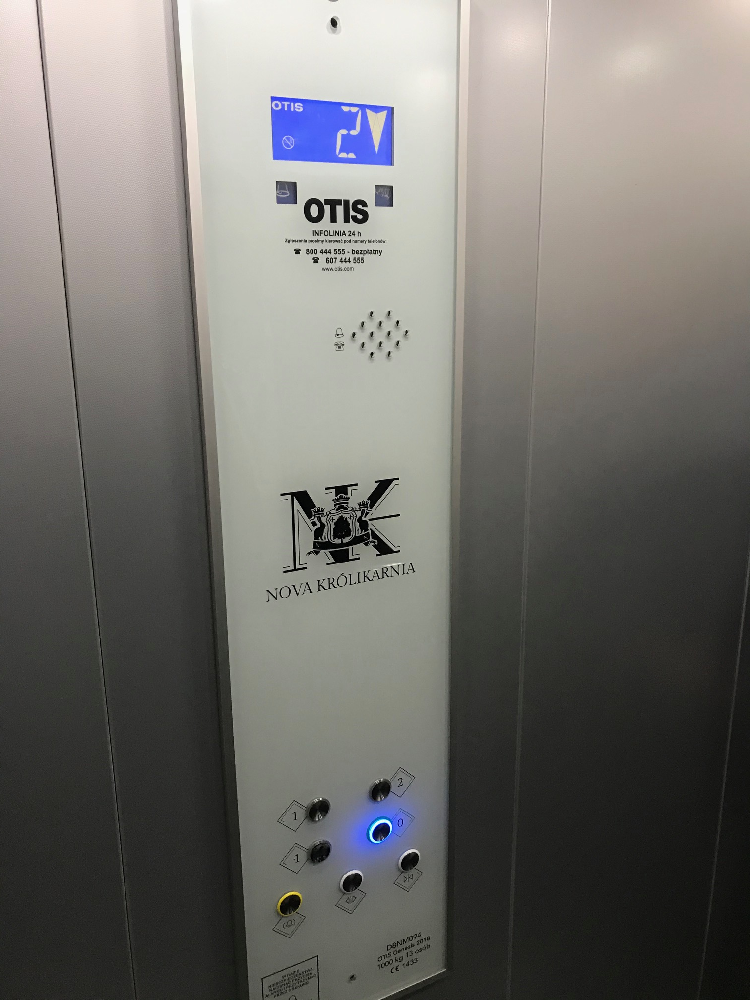 OTIS
2
OTIS
INFOLINIA 24 h
Zgłoszenia prosimy kierować pod numery telefonów:
800 444 555 - bezpłatny
607 444 555
www.otis.com
NK
N K
NOVA KRÓLIKARNIA
2
1
0
-1
D8NM094
OTIS Genesis 2018
1000 kg 13 osób
CE 1433
W RAZIE
NIEBEZPIECZEŃSTWA
NACISNĄĆ PRZYCISK
ALARMU I PRZYTRZYMAĆ
PRZEZ 6 SEKUND